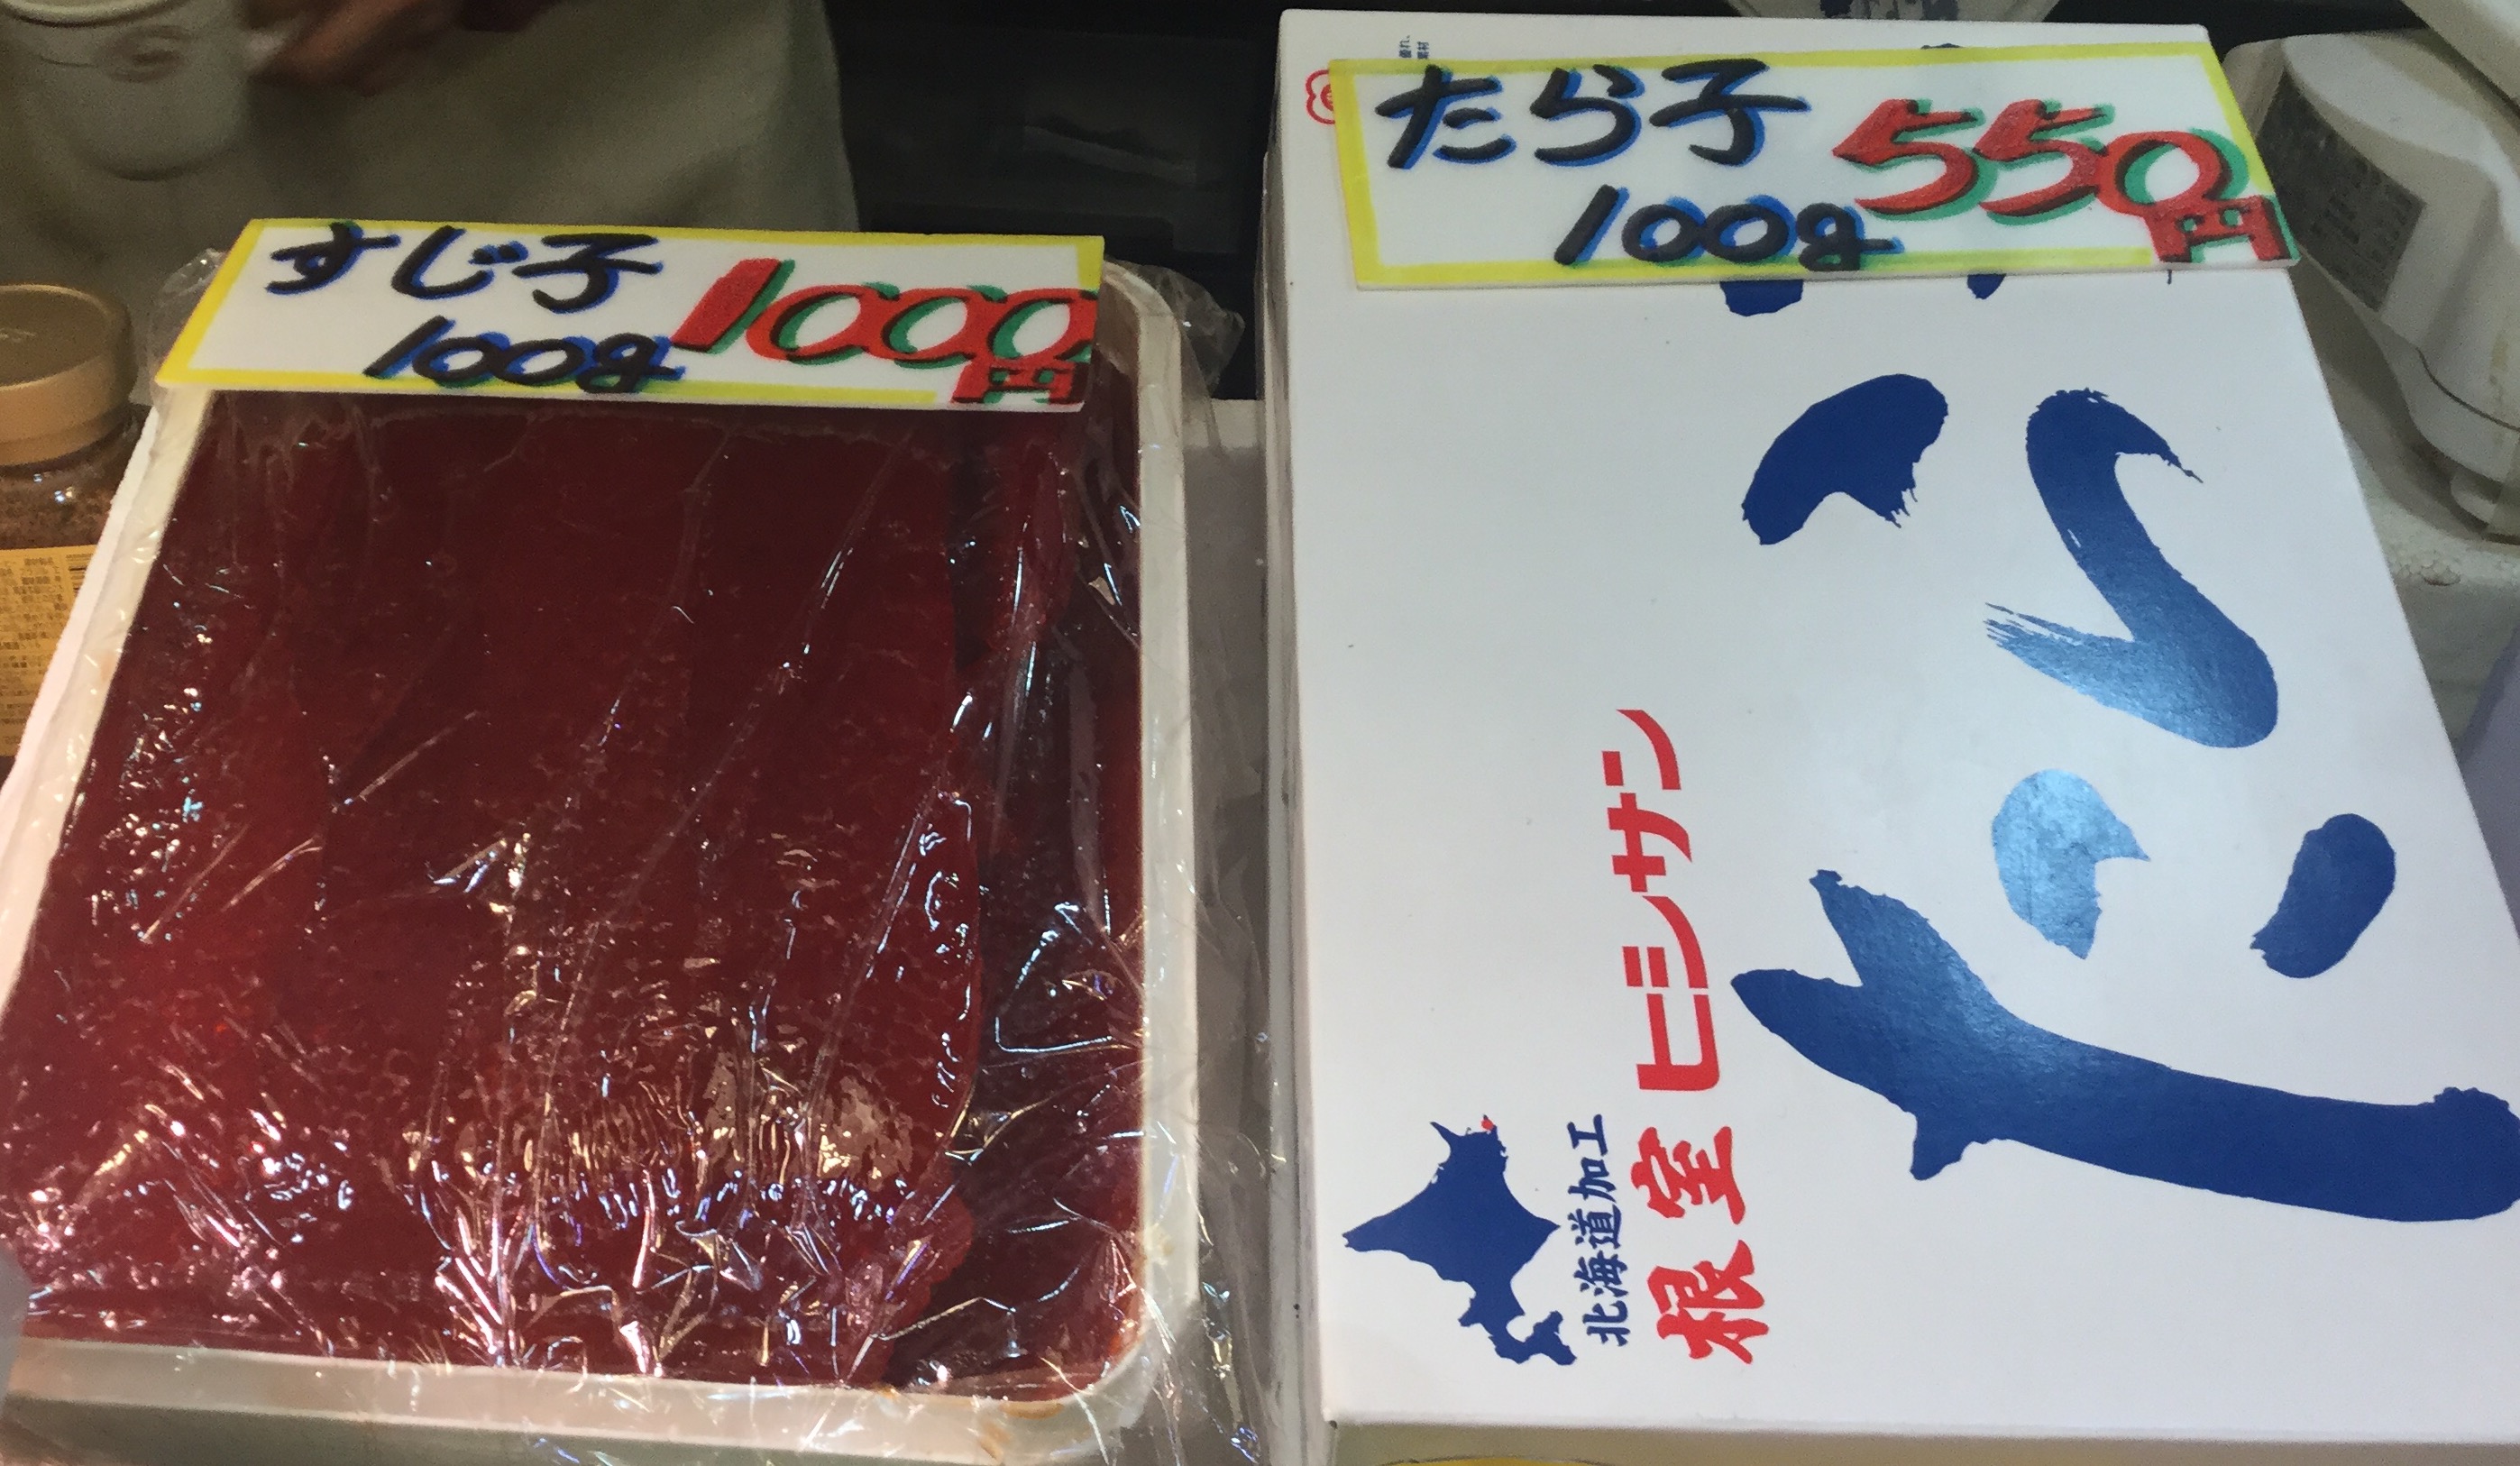 すじ子
100g
1000円
たら子
100g
550円
北海道加工
根室 ヒシサン